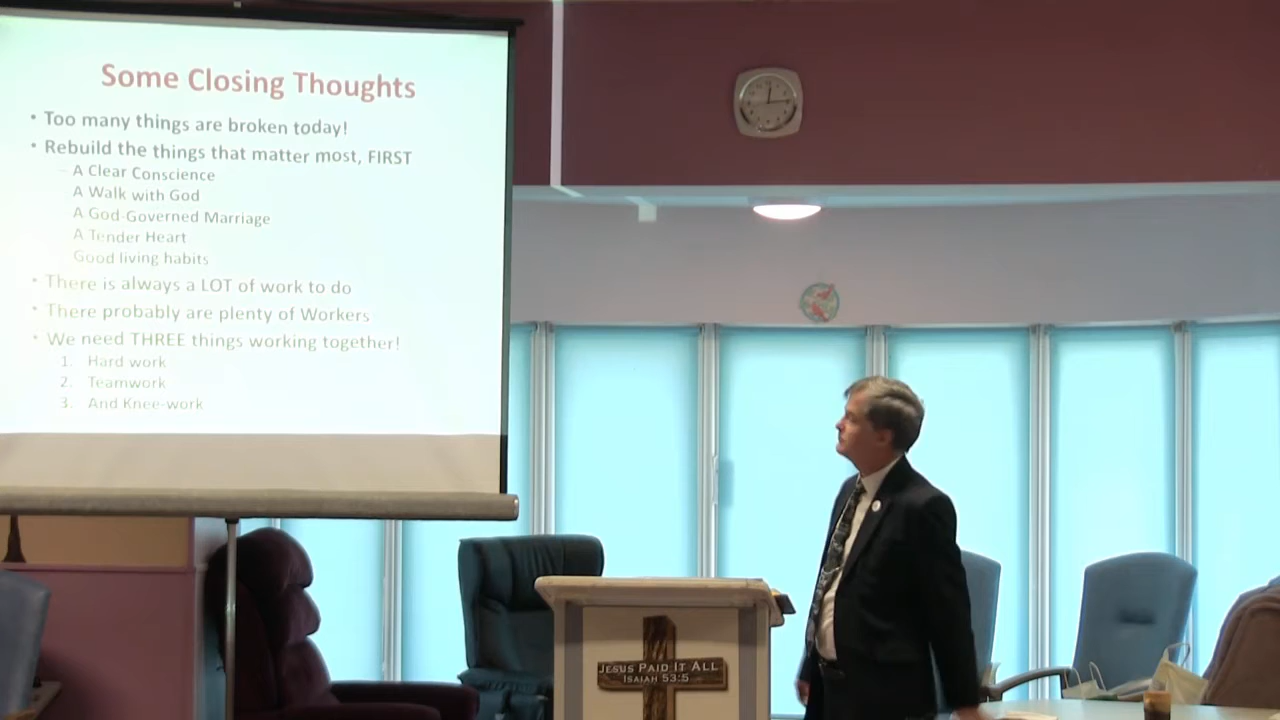 Some Closing Thoughts
• Too many things are broken today!
• Rebuild the things that matter most, FIRST
– A Clear Conscience
A Walk with God
A God-Governed Marriage
A Tender Heart
Good living habits
• There is always a LOT of work to do
• There probably are plenty of Workers
• We need THREE things working together!
1. Hard work
2. Teamwork
3. And Knee-work
JESUS PAID IT ALL
ISAIAH 53:5